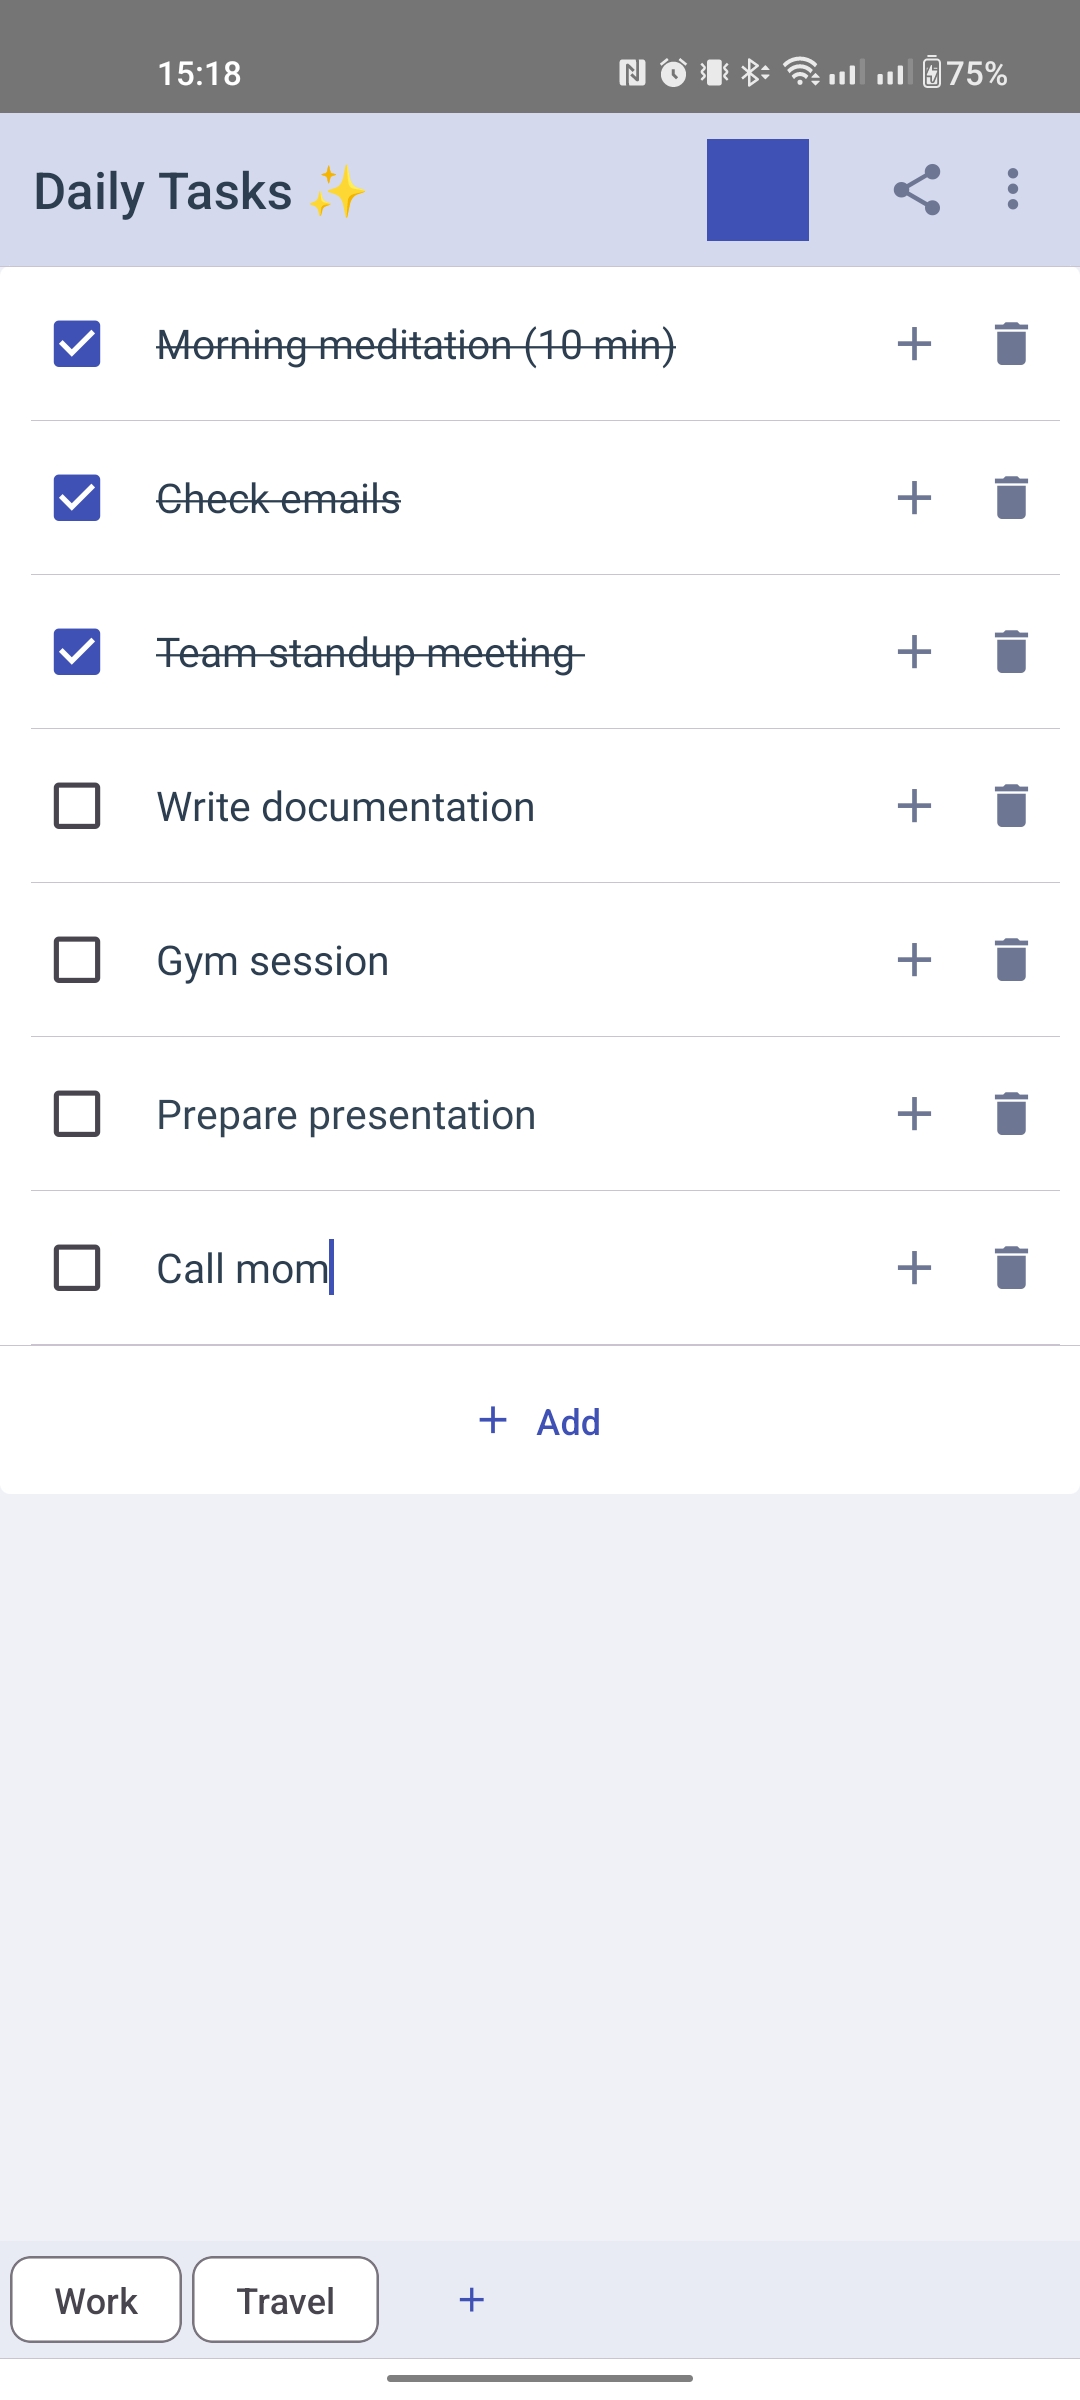 15:18 75%
Daily Tasks ✨
Morning meditation (10 min)
Check emails
Team standup meeting
Write documentation
Gym session
Prepare presentation
Call mom
+ Add
Work Travel +